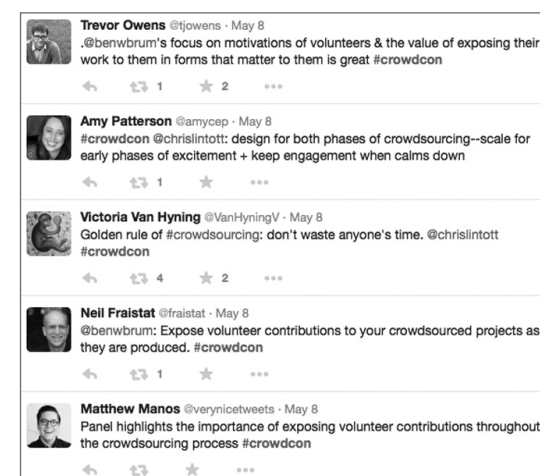 Trevor Owens @tjowens · May 8
.@benwbrum's focus on motivations of volunteers & the value of exposing their
work to them in forms that matter to them is great #crowdcon
1 2
Amy Patterson @amycep · May 8
#crowdcon @chrislintott: design for both phases of crowdsourcing--scale for
early phases of excitement + keep engagement when calms down
1
Victoria Van Hyning @VanHyningV · May 8
Golden rule of #crowdsourcing: don't waste anyone's time. @chrislintott
#crowdcon
4 2
Neil Fraistat @fraistat · May 8
@benwbrum: Expose volunteer contributions to your crowdsourced projects as
they are produced. #crowdcon
1
Matthew Manos @verynicetweets · May 8
Panel highlights the importance of exposing volunteer contributions throughout
the crowdsourcing process #crowdcon